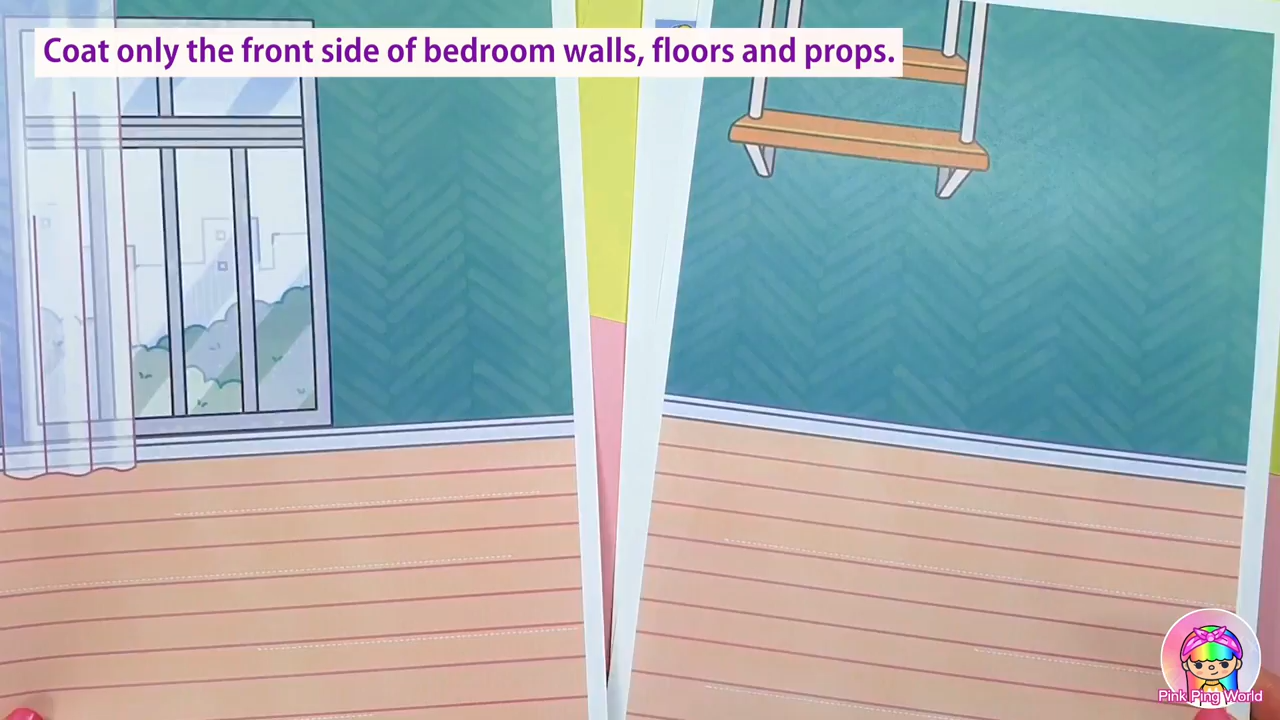 Coat only the front side of bedroom walls, floors and props.
Pink Ping World